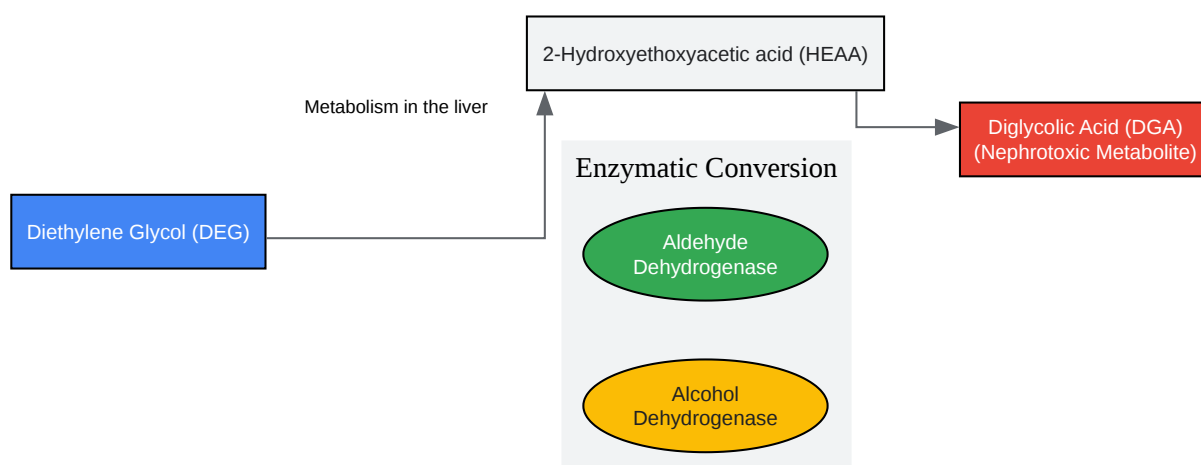 2-Hydroxyethoxyacetic acid (HEAA)
Metabolism in the liver
Diglycolic Acid (DGA)
(Nephrotoxic Metabolite)
Enzymatic Conversion
Diethylene Glycol (DEG)
Aldehyde
Dehydrogenase
Alcohol
Dehydrogenase